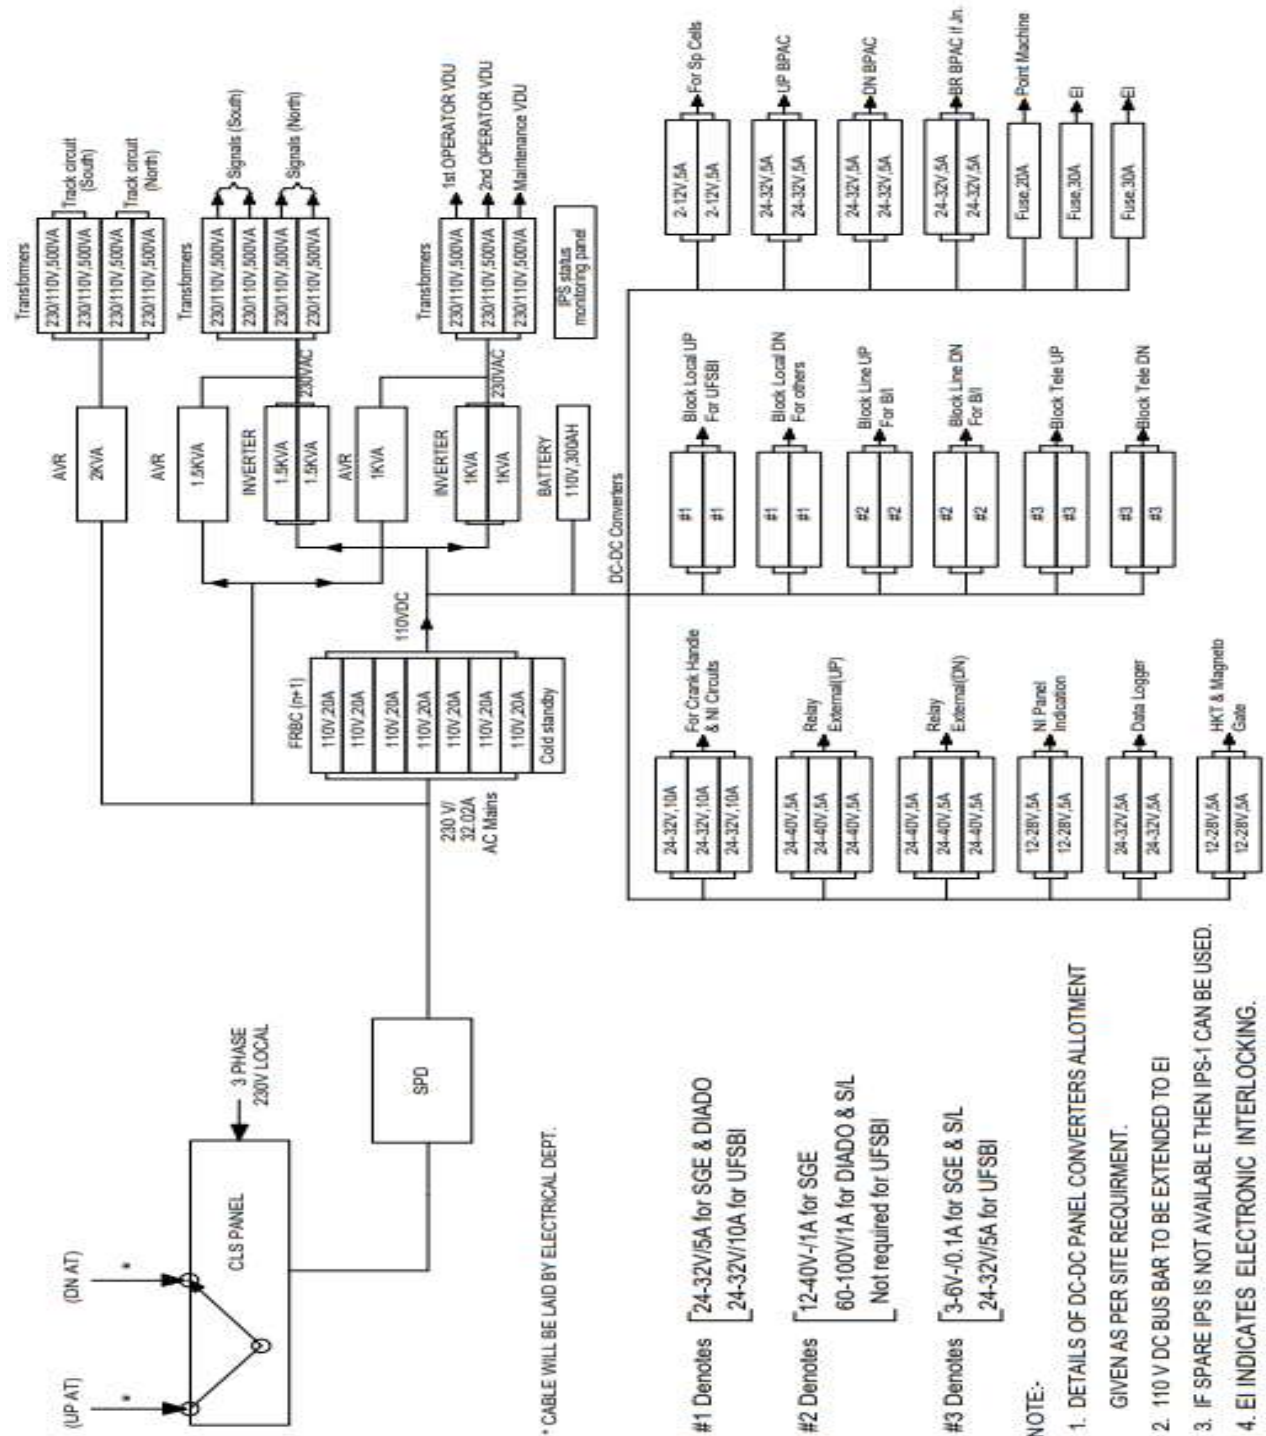 (UP AT)
(DN AT)
*
*
CLS PANEL
3 PHASE
230V LOCAL
SPD
* CABLE WILL BE LAID BY ELECTRICAL DEPT.
230 V/
32.02A
AC Mains
FRBC (n+1)
110V,20A
110V,20A
110V,20A
110V,20A
110V,20A
110V,20A
110V,20A
Cold standby
110VDC
AVR
2KVA
AVR
1.5KVA
INVERTER
1.5KVA
1.5KVA
AVR
1KVA
INVERTER
1KVA
1KVA
BATTERY
110V,300AH
230VAC
230VAC
Transformers
230/110V,500VA
230/110V,500VA
230/110V,500VA
230/110V,500VA
Track circuit
(South)
Track circuit
(North)
Transformers
230/110V,500VA
230/110V,500VA
230/110V,500VA
230/110V,500VA
Signals (South)
Signals (North)
Transformers
230/110V,500VA
230/110V,500VA
230/110V,500VA
1st OPERATOR VDU
2nd OPERATOR VDU
Maintenance VDU
IPS status
monitoring panel
DC-DC Converters
24-32V,10A
24-32V,10A
24-32V,10A
For Crank Handle
& NI Circuits
24-40V,5A
24-40V,5A
24-40V,5A
Relay
External(UP)
24-40V,5A
24-40V,5A
24-40V,5A
Relay
External(DN)
12-28V,5A
12-28V,5A
NI Panel
Indication
24-32V,5A
24-32V,5A
Data Logger
12-28V,5A
12-28V,5A
HKT & Magneto
Gate
#1
#1
Block Local UP
For UFSBI
#1
#1
Block Local DN
For others
#2
#2
Block Line UP
For B/I
#2
#2
Block Line DN
For B/I
#3
#3
Block Tele UP
#3
#3
Block Tele DN
2-12V,5A
2-12V,5A
For Sp Cells
24-32V,5A
24-32V,5A
UP BPAC
24-32V,5A
24-32V,5A
DN BPAC
24-32V,5A
24-32V,5A
BR BPAC if Jn.
Fuse,20A
Point Machine
Fuse,30A
EI
Fuse,30A
EI
#1 Denotes 24-32V/5A for SGE & DIADO
24-32V/10A for UFSBI
#2 Denotes 12-40V-/1A for SGE
60-100V/1A for DIADO & S/L
Not required for UFSBI
#3 Denotes 3-6V-/0.1A for SGE & S/L
24-32V/5A for UFSBI
NOTE:-
1. DETAILS OF DC-DC PANEL CONVERTERS ALLOTMENT
GIVEN AS PER SITE REQUIRMENT.
2. 110 V DC BUS BAR TO BE EXTENDED TO EI
3. IF SPARE IPS IS NOT AVAILABLE THEN IPS-1 CAN BE USED.
4. EI INDICATES ELECTRONIC INTERLOCKING.